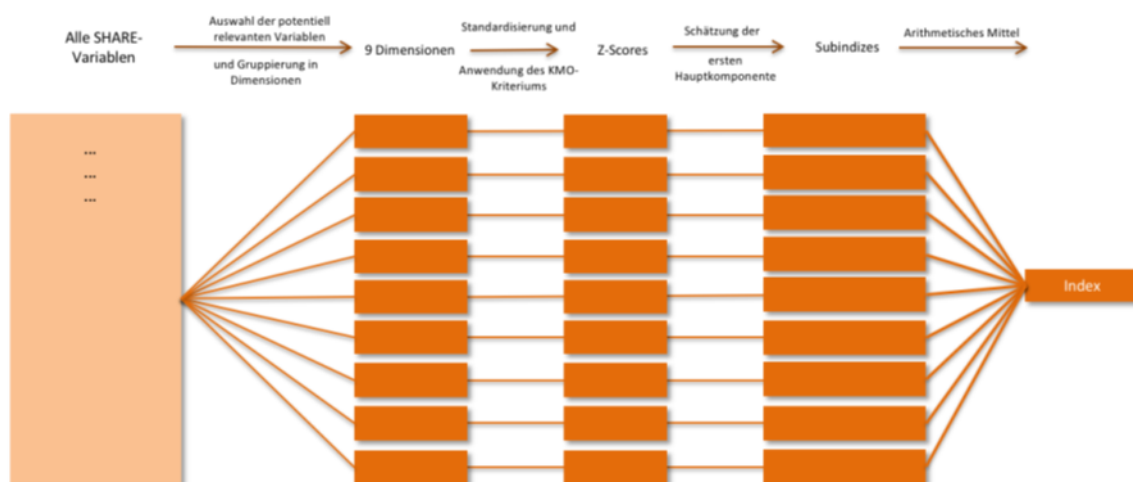 Alle SHARE-
Variablen
Auswahl der potentiell
relevanten Variablen
und Gruppierung in
Dimensionen
9 Dimensionen
Standardisierung und
Anwendung des KMO-
Kriteriums
Z-Scores
Schätzung der
ersten
Hauptkomponente
Subindizes
Arithmetisches Mittel
...
...
...
Index